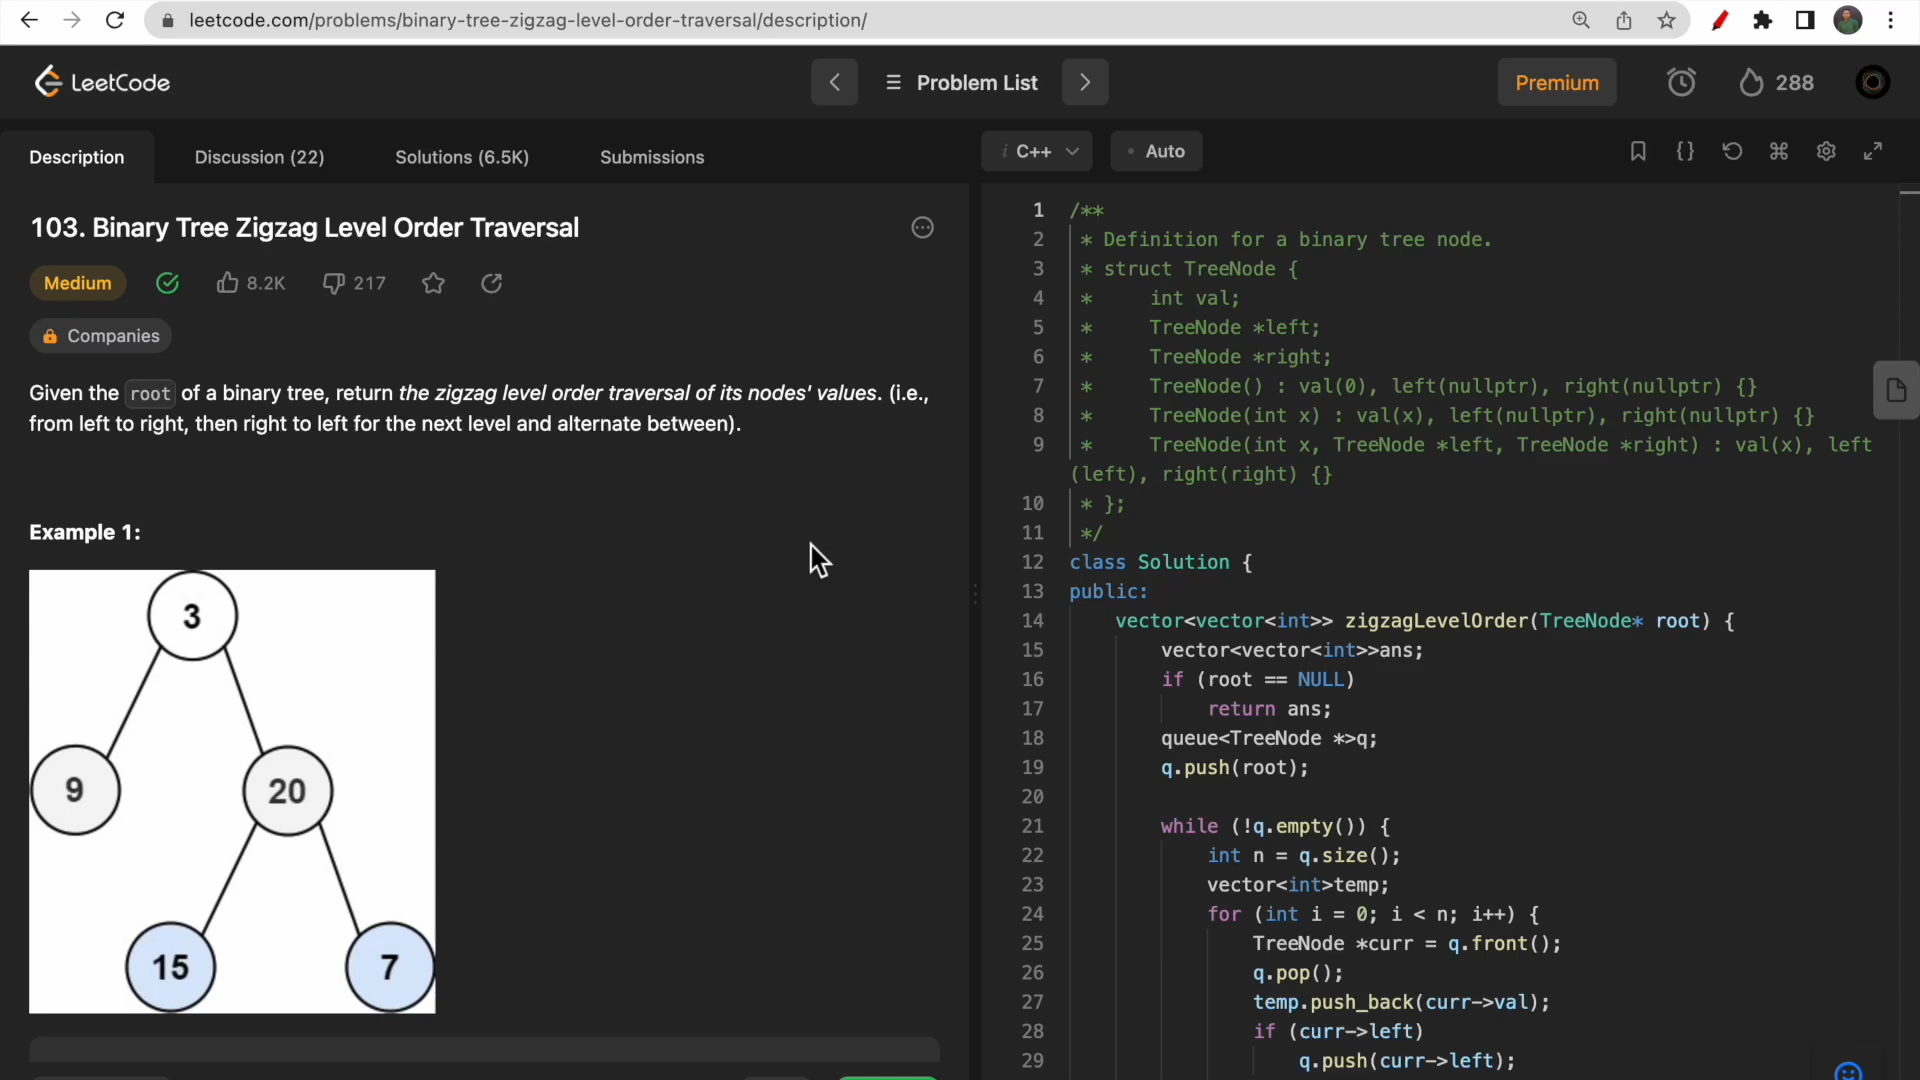 leetcode.com/problems/binary-tree-zigzag-level-order-traversal/description/
LeetCode
Problem List
Premium
288
Description
Discussion (22)
Solutions (6.5K)
Submissions
i C++
Auto
103. Binary Tree Zigzag Level Order Traversal
Medium
8.2K
217
Companies
Given the root of a binary tree, return the zigzag level order traversal of its nodes' values. (i.e.,
from left to right, then right to left for the next level and alternate between).
Example 1:
3
9
20
15
7
1 /**
2 * Definition for a binary tree node.
3 * struct TreeNode {
4 *     int val;
5 *     TreeNode *left;
6 *     TreeNode *right;
7 *     TreeNode() : val(0), left(nullptr), right(nullptr) {}
8 *     TreeNode(int x) : val(x), left(nullptr), right(nullptr) {}
9 *     TreeNode(int x, TreeNode *left, TreeNode *right) : val(x), left
(left), right(right) {}
10 * };
11 */
12 class Solution {
13 public:
14     vector<vector<int>> zigzagLevelOrder(TreeNode* root) {
15         vector<vector<int>>ans;
16         if (root == NULL)
17             return ans;
18         queue<TreeNode *>q;
19         q.push(root);
20
21         while (!q.empty()) {
22             int n = q.size();
23             vector<int>temp;
24             for (int i = 0; i < n; i++) {
25                 TreeNode *curr = q.front();
26                 q.pop();
27                 temp.push_back(curr->val);
28                 if (curr->left)
29                     q.push(curr->left);